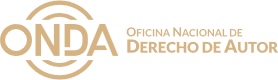 ONDA
OFICINA NACIONAL DE
DERECHO DE AUTOR